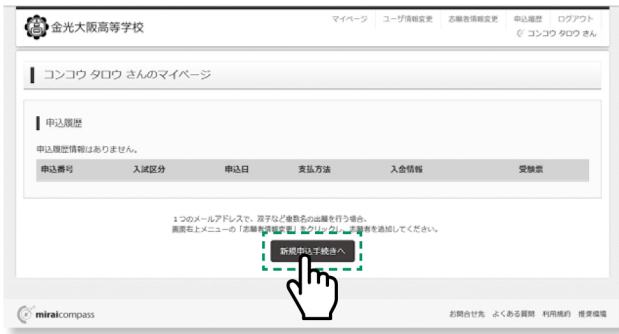 金光大阪高等学校
マイページ ユーザ情報変更 志願者情報変更 申込履歴 ログアウト
コンコウ タロウ さん
コンコウ タロウ さんのマイページ
申込履歴
申込履歴情報はありません。
申込番号 入試区分 申込日 支払方法 入金情報 受験票
1つのメールアドレスで、双子など複数名の出願を行う場合、
画面右上メニューの「志願者情報変更」をクリックし、志願者を追加してください。
新規申込手続きへ
miraicompass
お問合せ先 よくある質問 利用規約 推奨環境